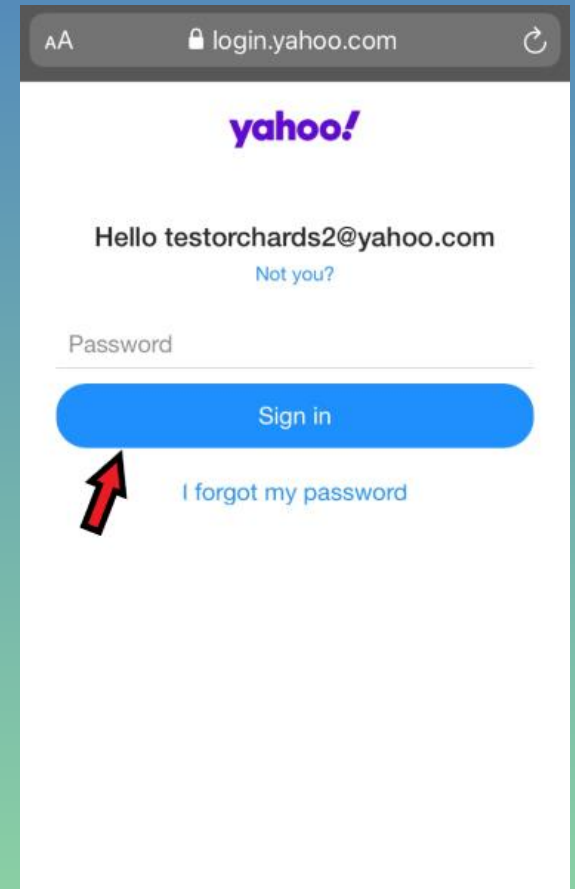 AA login.yahoo.com
yahoo!
Hello testorchards2@yahoo.com
Not you?
Password
Sign in
I forgot my password